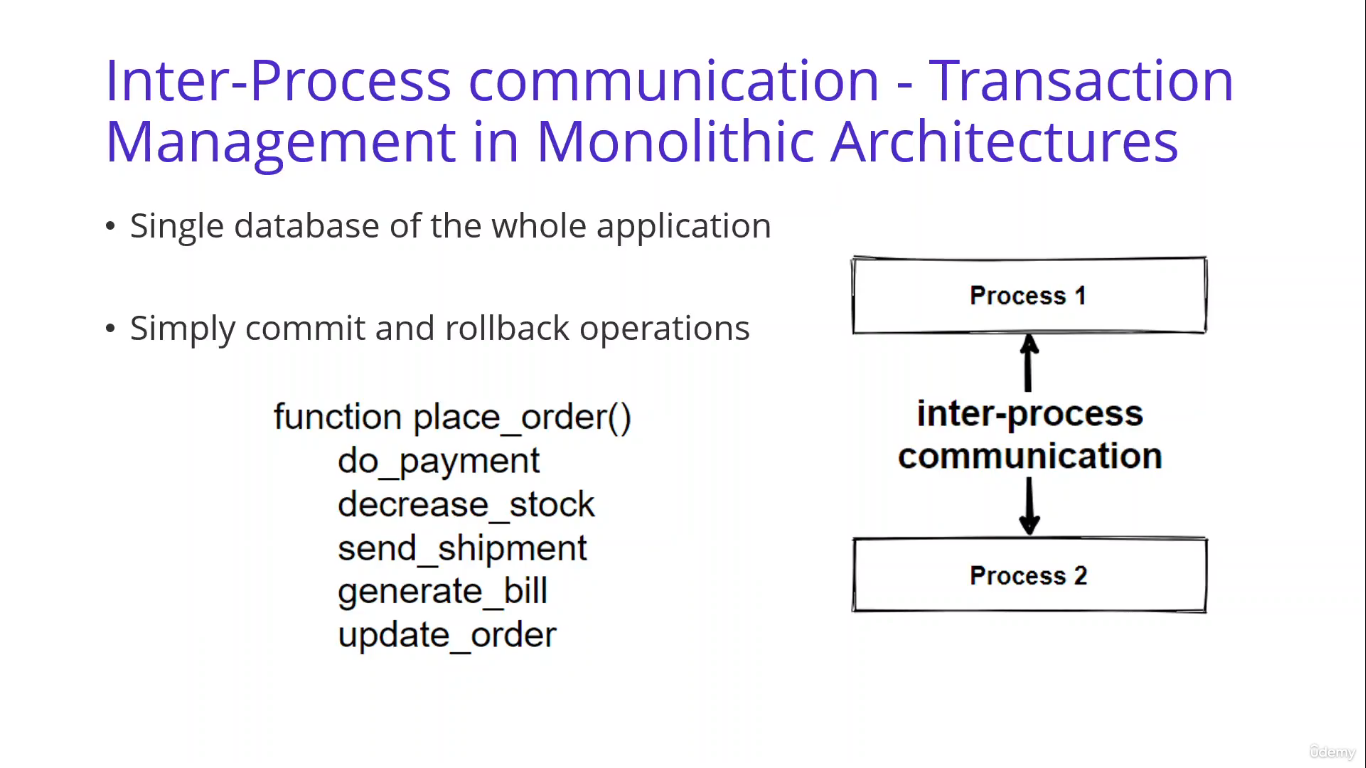 Inter-Process communication - Transaction
Management in Monolithic Architectures
• Single database of the whole application
• Simply commit and rollback operations
function place_order()
do_payment
decrease_stock
send_shipment
generate_bill
update_order
Process 1
inter-process
communication
Process 2
ûdemy